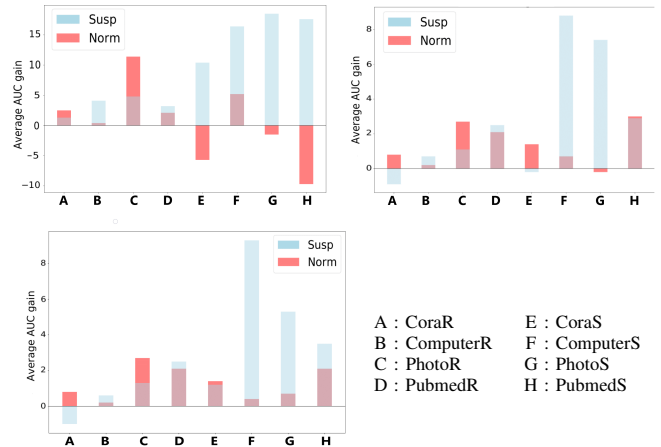 Susp
Norm
Average AUC gain
15
10
5
0
−5
−10
A B C D E F G H
Susp
Norm
Average AUC gain
8
6
4
2
0
A B C D E F G H
Susp
Norm
Average AUC gain
8
6
4
2
0
A B C D E F G H
A : CoraR E : CoraS
B : ComputerR F : ComputerS
C : PhotoR G : PhotoS
D : PubmedR H : PubmedS